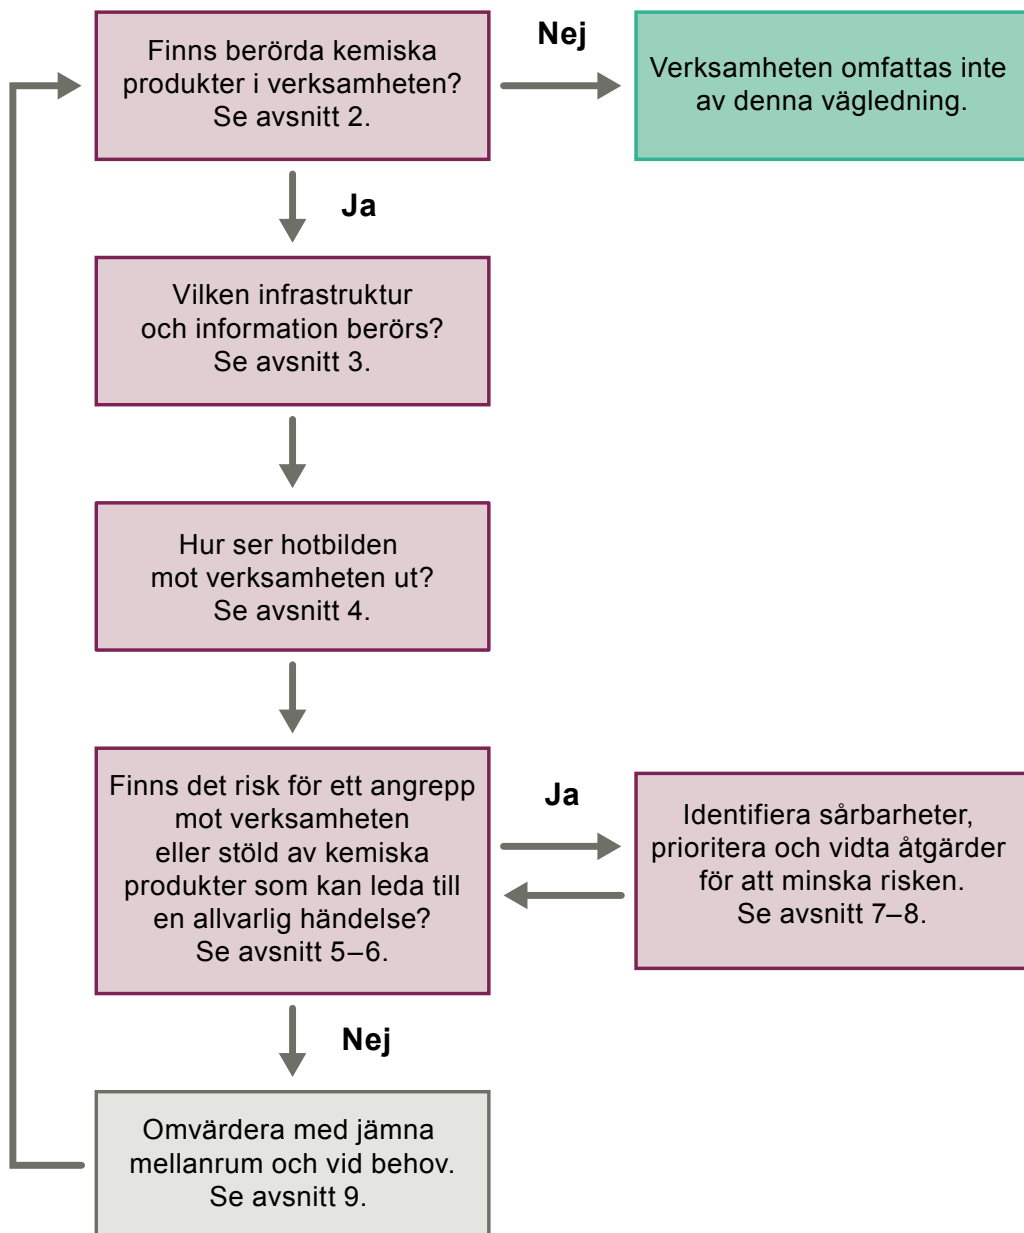 Finns berörda kemiska
produkter i verksamheten?
Se avsnitt 2.
Nej
Verksamheten omfattas inte
av denna vägledning.
Ja
Vilken infrastruktur
och information berörs?
Se avsnitt 3.
Hur ser hotbilden
mot verksamheten ut?
Se avsnitt 4.
Finns det risk för ett angrepp
mot verksamheten
eller stöld av kemiska
produkter som kan leda till
en allvarlig händelse?
Se avsnitt 5–6.
Ja
Identifiera sårbarheter,
prioritera och vidta åtgärder
för att minska risken.
Se avsnitt 7–8.
Nej
Omvärdera med jämna
mellanrum och vid behov.
Se avsnitt 9.